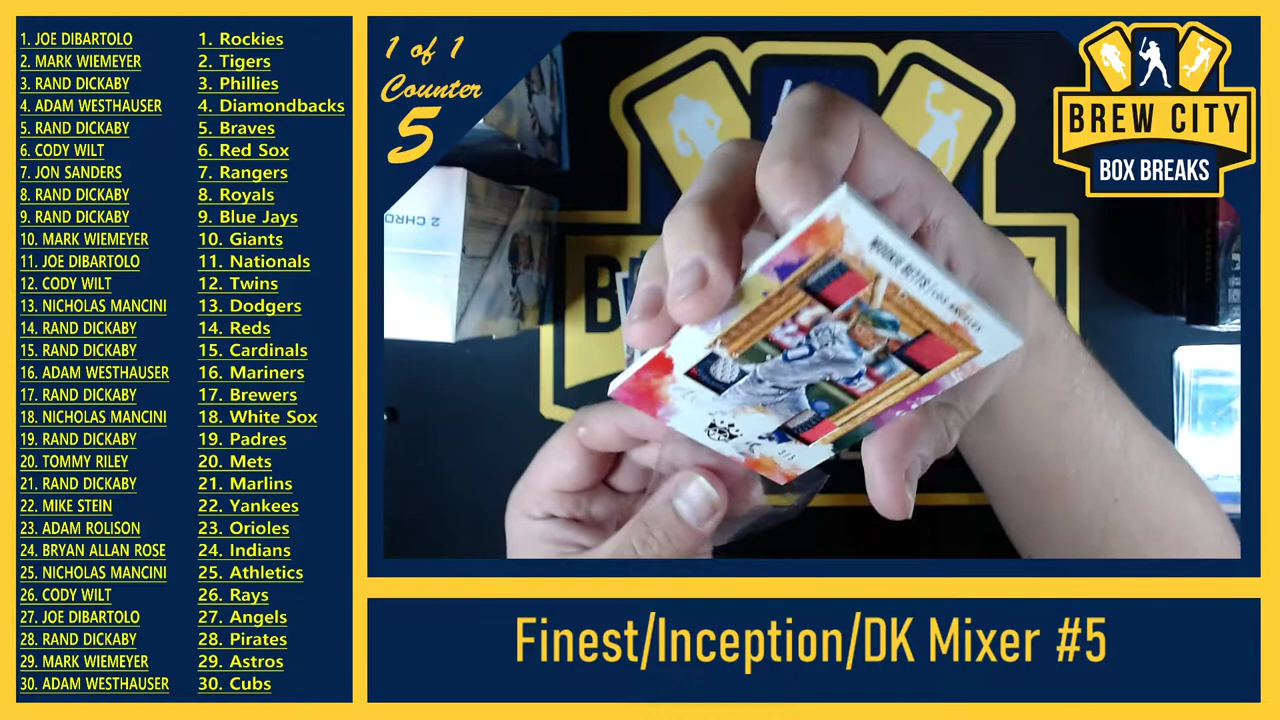 1. JOE DIBARTOLO
2. MARK WIEMEYER
3. RAND DICKABY
4. ADAM WESTHAUSER
5. RAND DICKABY
6. CODY WILT
7. JON SANDERS
8. RAND DICKABY
9. RAND DICKABY
10. MARK WIEMEYER
11. JOE DIBARTOLO
12. CODY WILT
13. NICHOLAS MANCINI
14. RAND DICKABY
15. RAND DICKABY
16. ADAM WESTHAUSER
17. RAND DICKABY
18. NICHOLAS MANCINI
19. RAND DICKABY
20. TOMMY RILEY
21. RAND DICKABY
22. MIKE STEIN
23. ADAM ROLISON
24. BRYAN ALLAN ROSE
25. NICHOLAS MANCINI
26. CODY WILT
27. JOE DIBARTOLO
28. RAND DICKABY
29. MARK WIEMEYER
30. ADAM WESTHAUSER
1. Rockies
2. Tigers
3. Phillies
4. Diamondbacks
5. Braves
6. Red Sox
7. Rangers
8. Royals
9. Blue Jays
10. Giants
11. Nationals
12. Twins
13. Dodgers
14. Reds
15. Cardinals
16. Mariners
17. Brewers
18. White Sox
19. Padres
20. Mets
21. Marlins
22. Yankees
23. Orioles
24. Indians
25. Athletics
26. Rays
27. Angels
28. Pirates
29. Astros
30. Cubs
1 of 1
Counter
5
BREW CITY
BOX BREAKS
2 CHRO
MOOKIE BETTS / LOS ANGELES
Finest/Inception/DK Mixer #5